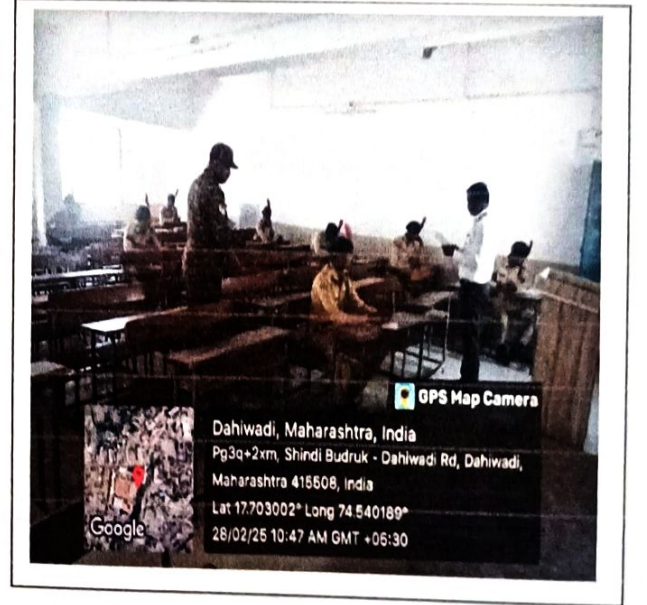 GPS Map Camera
Dahiwadi, Maharashtra, India
Pg3q+2xm, Shindi Budruk - Dahiwadi Rd, Dahiwadi,
Maharashtra 415508, India
Lat 17.703002° Long 74.540189°
28/02/25 10:47 AM GMT +05:30
Google